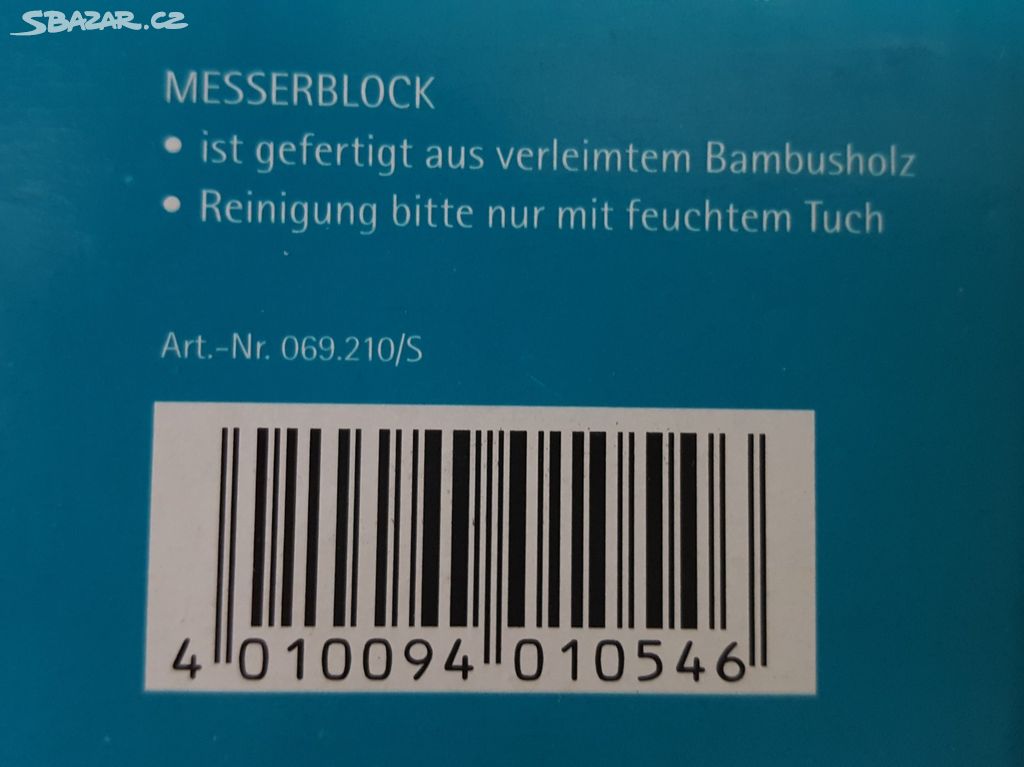 SBAZAR.CZ
MESSERBLOCK
• ist gefertigt aus verleimtem Bambusholz
• Reinigung bitte nur mit feuchtem Tuch
Art.-Nr. 069.210/S
4 010094 010546